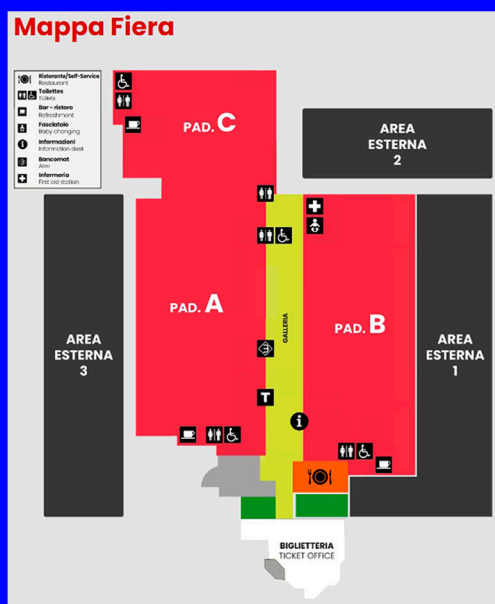 Mappa Fiera
Ristorante/Self-Service
Restaurant
Toilettes
Toilets
Bar - ristoro
Refreshment
Fasciatoio
Baby changing
Informazioni
Information desk
Bancomat
Atm
Infermeria
First aid station
PAD. C
AREA
ESTERNA
2
PAD. A
GALLERIA
PAD. B
AREA
ESTERNA
3
AREA
ESTERNA
1
T
i
BIGLIETTERIA
TICKET OFFICE